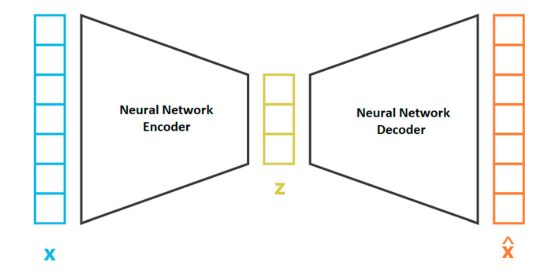 Neural Network
Encoder
Neural Network
Decoder
z
x
x̂